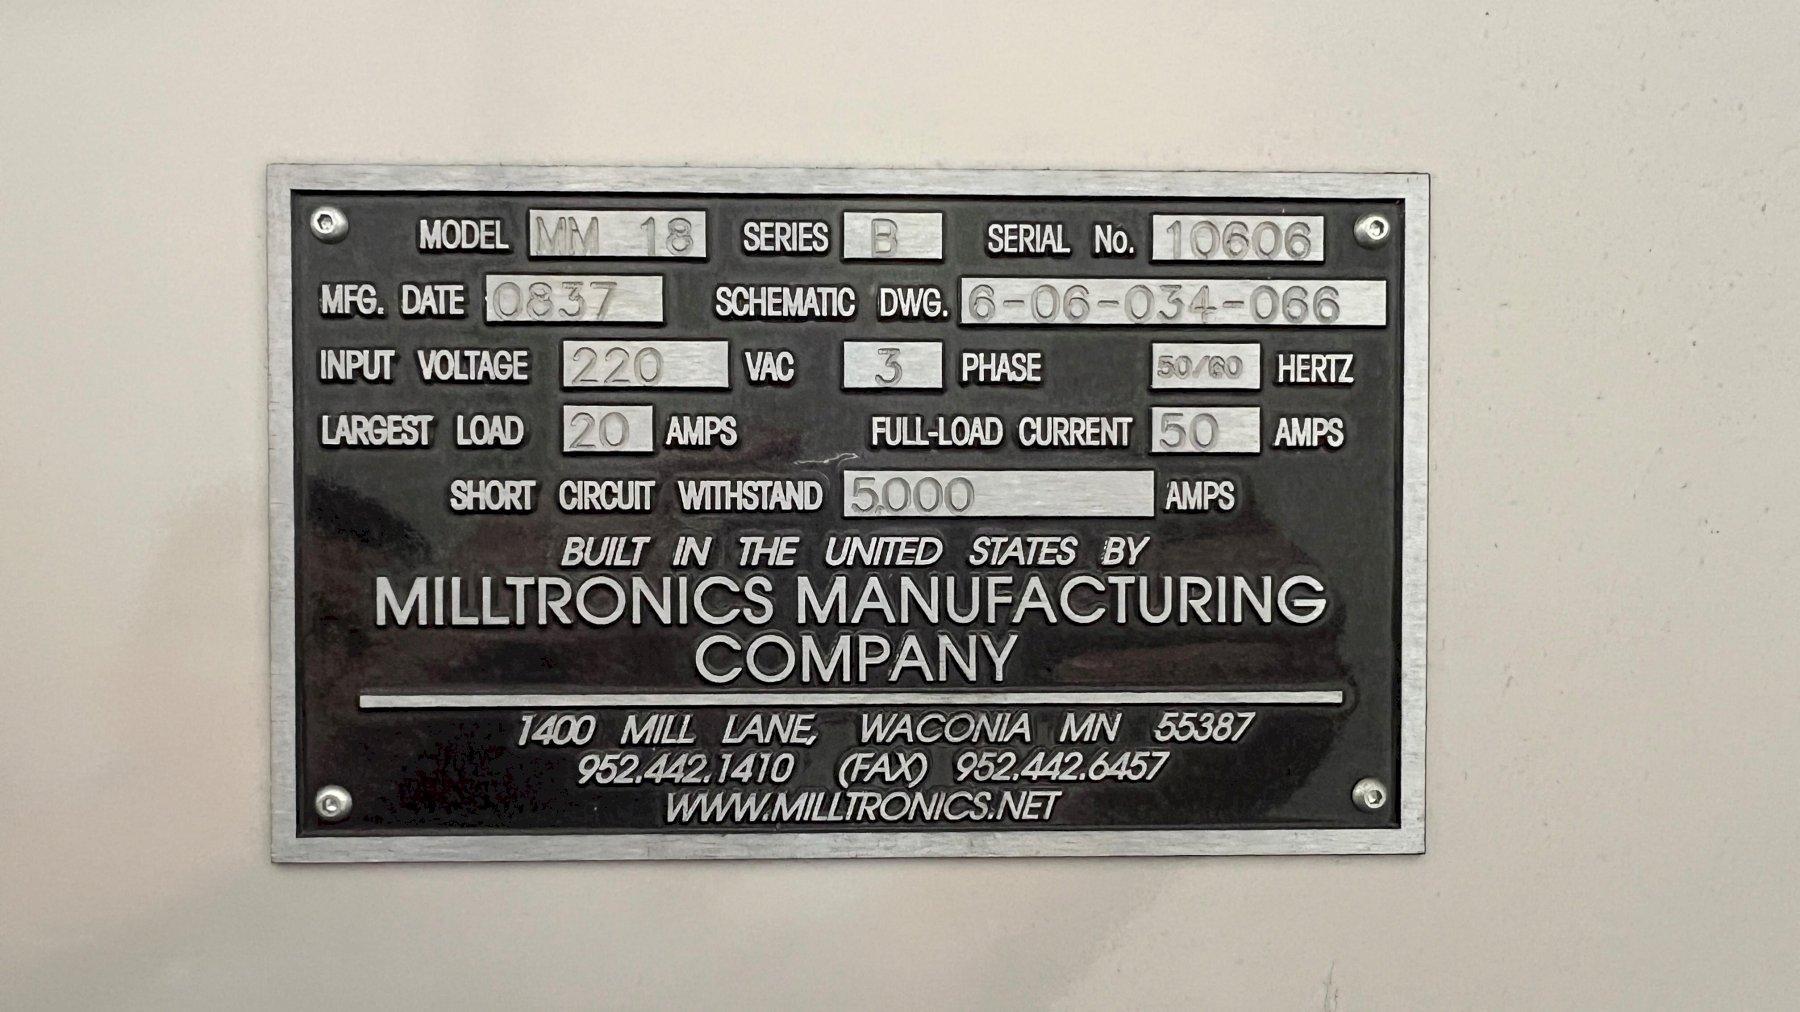 MODEL MM 18 SERIES B SERIAL No. 10606
MFG. DATE 0837 SCHEMATIC DWG. 6-06-034-066
INPUT VOLTAGE 220 VAC 3 PHASE 50/60 HERTZ
LARGEST LOAD 20 AMPS FULL-LOAD CURRENT 50 AMPS
SHORT CIRCUIT WITHSTAND 5,000 AMPS
BUILT IN THE UNITED STATES BY
MILLTRONICS MANUFACTURING
COMPANY
1400 MILL LANE, WACONIA MN 55387
952.442.1410 (FAX) 952.442.6457
WWW.MILLTRONICS.NET